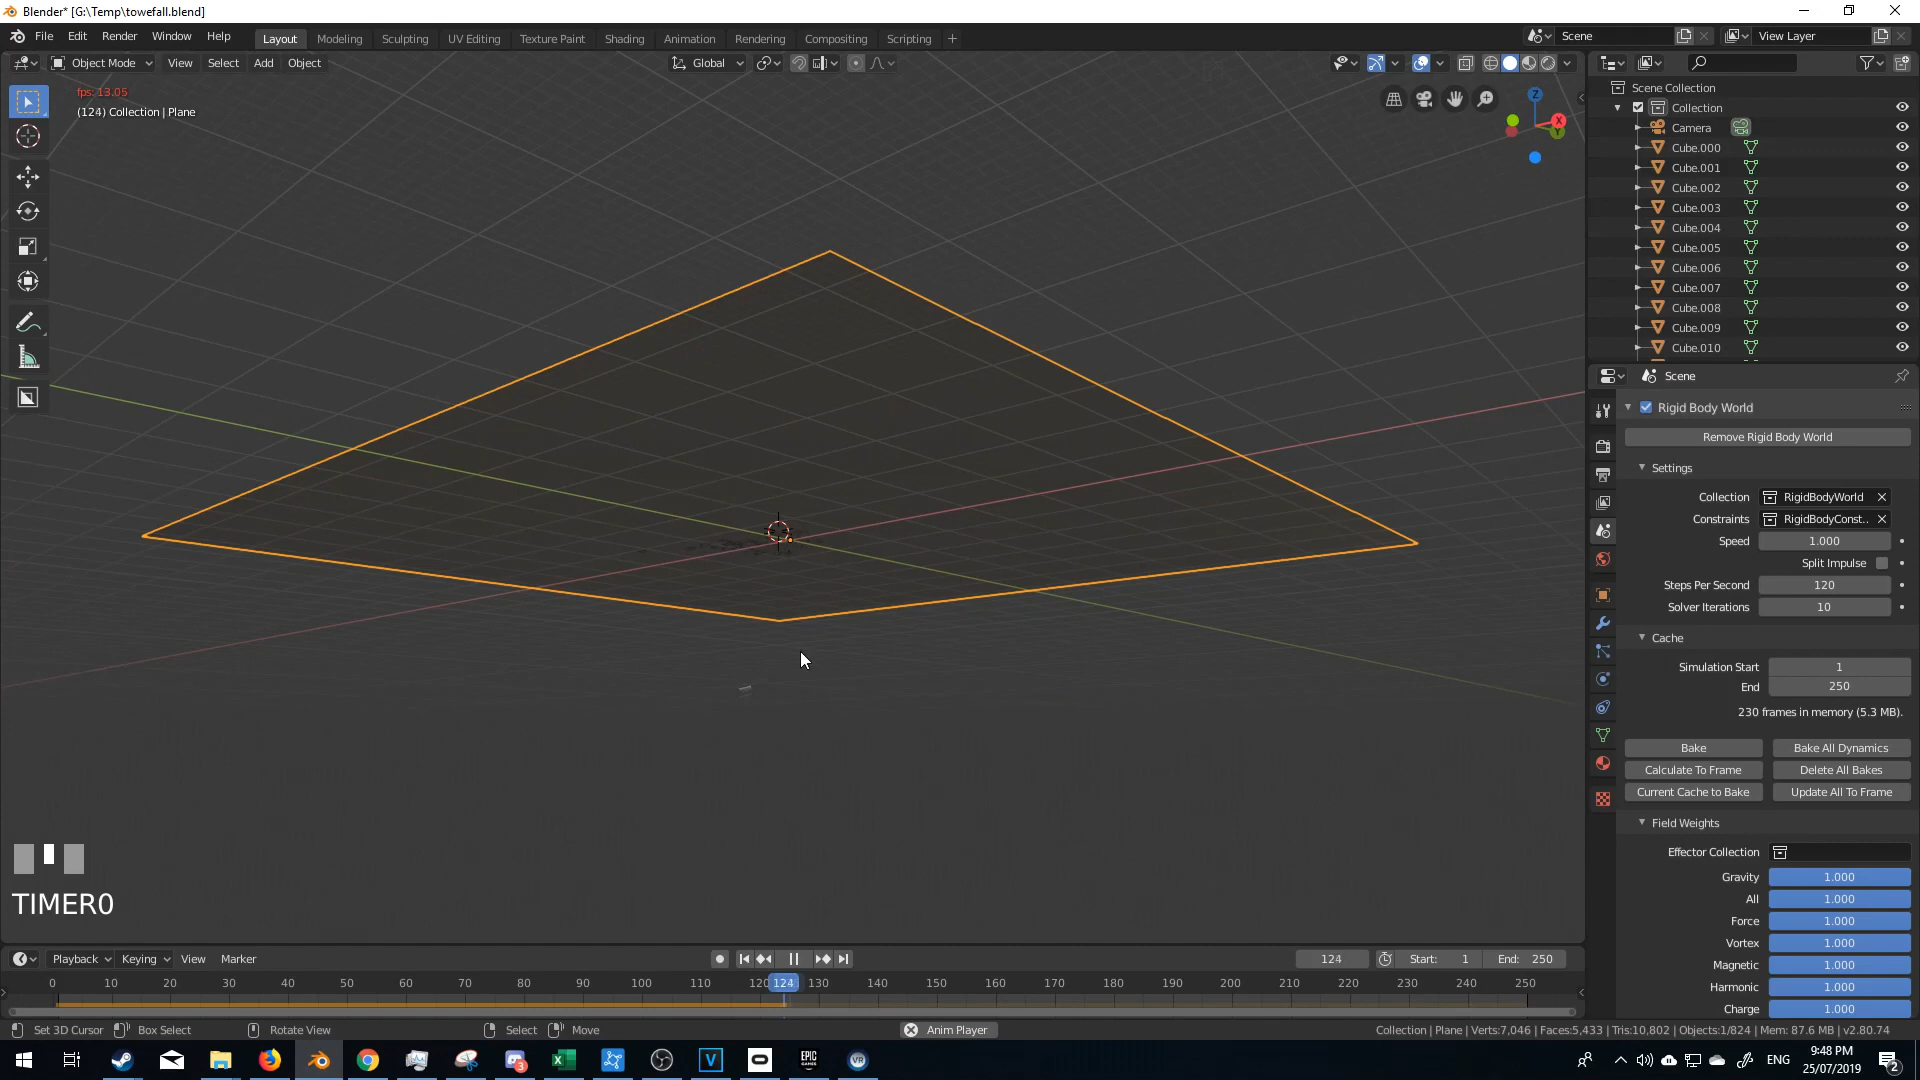 Blender* [G:\Temp\towefall.blend]
File Edit Render Window Help
Layout Modeling Sculpting UV Editing Texture Paint Shading Animation Rendering Compositing Scripting +
Scene
View Layer
Object Mode View Select Add Object
Global
fps: 13.05
(124) Collection | Plane
Z
X
Y
Scene Collection
Collection
Camera
Cube.000
Cube.001
Cube.002
Cube.003
Cube.004
Cube.005
Cube.006
Cube.007
Cube.008
Cube.009
Cube.010
Scene
Rigid Body World
Remove Rigid Body World
Settings
Collection RigidBodyWorld
Constraints RigidBodyConst..
Speed 1.000
Split Impulse
Steps Per Second 120
Solver Iterations 10
Cache
Simulation Start 1
End 250
230 frames in memory (5.3 MB).
Bake Bake All Dynamics
Calculate To Frame Delete All Bakes
Current Cache to Bake Update All To Frame
Field Weights
Effector Collection
Gravity 1.000
All 1.000
Force 1.000
Vortex 1.000
Magnetic 1.000
Harmonic 1.000
Charge 1.000
TIMER0
Playback Keying View Marker
124 Start: 1 End: 250
0 10 20 30 40 50 60 70 80 90 100 110 120 124 130 140 150 160 170 180 190 200 210 220 230 240 250
Set 3D Cursor Box Select Rotate View Select Move Anim Player
Collection | Plane | Verts:7,046 | Faces:5,433 | Tris:10,802 | Objects:1/824 | Mem: 87.6 MB | v2.80.74
3 EPIC GAMES VR
ENG
9:48 PM
25/07/2019
2